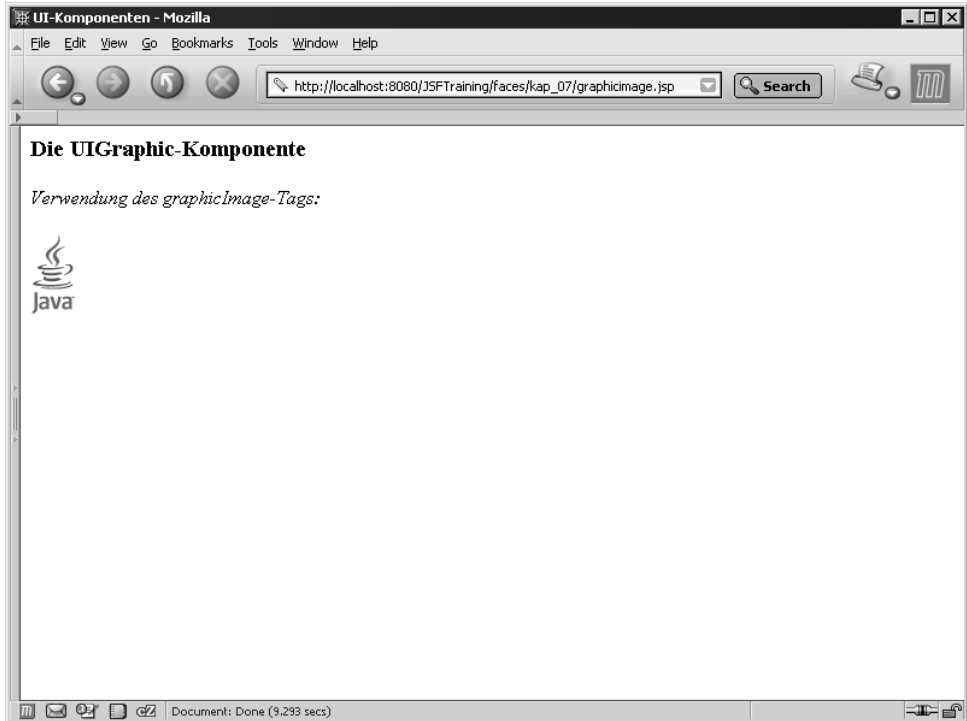 UI-Komponenten - Mozilla
File Edit View Go Bookmarks Tools Window Help
http://localhost:8080/JSFTraining/faces/kap_07/graphicimage.jsp Search
Die UIGraphic-Komponente
Verwendung des graphicImage-Tags:
Java
Document: Done (9.293 secs)